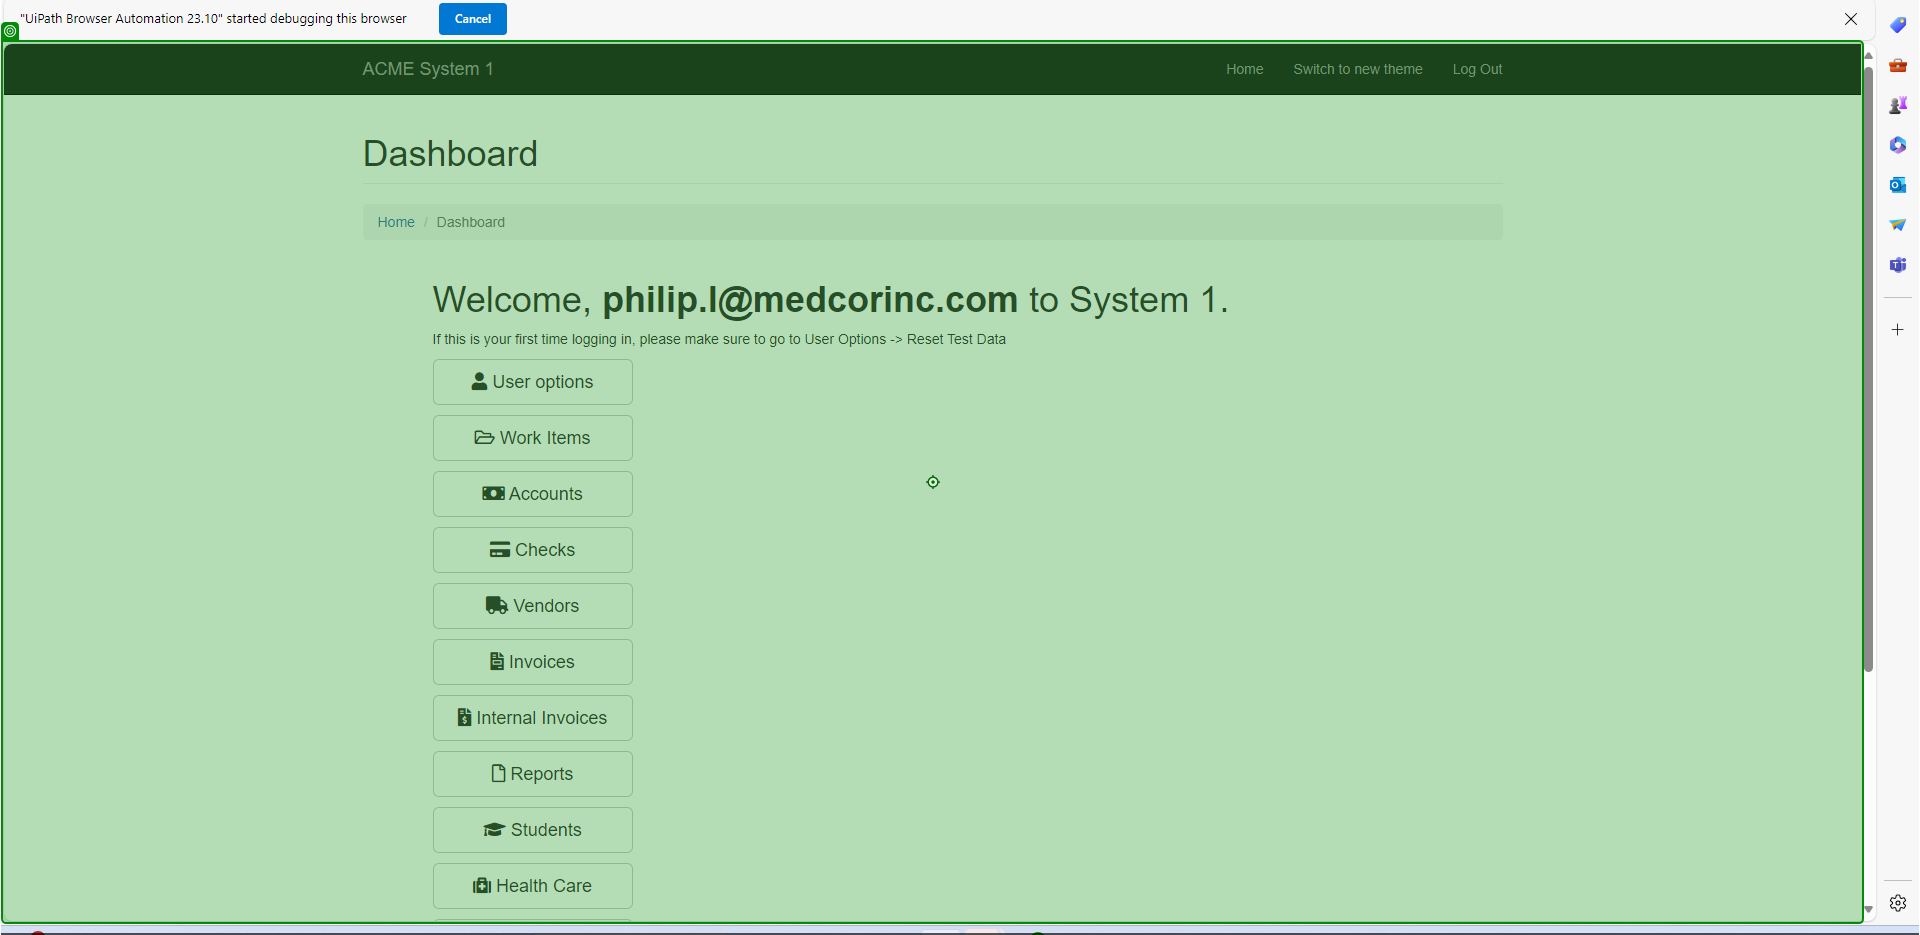 "UiPath Browser Automation 23.10" started debugging this browser
Cancel
ACME System 1
Home
Switch to new theme
Log Out
Dashboard
Home / Dashboard
Welcome, philip.l@medcorinc.com to System 1.
If this is your first time logging in, please make sure to go to User Options -> Reset Test Data
User options
Work Items
Accounts
Checks
Vendors
Invoices
Internal Invoices
Reports
Students
Health Care